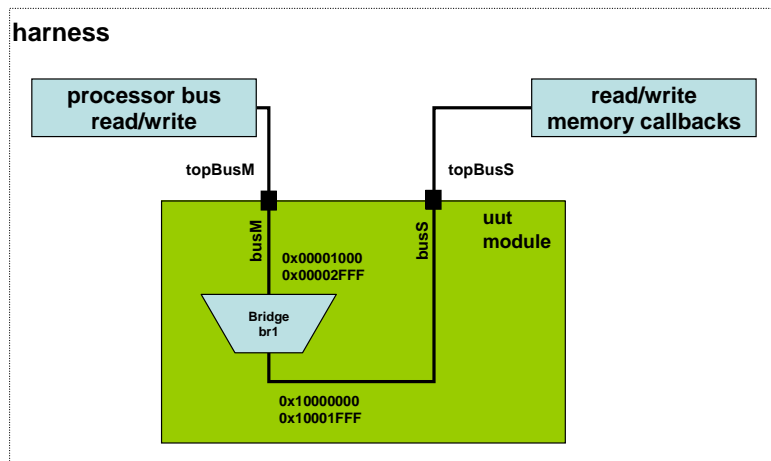 harness
processor bus
read/write
read/write
memory callbacks
topBusM
topBusS
busM
busS
uut
module
0x00001000
0x00002FFF
Bridge
br1
0x10000000
0x10001FFF